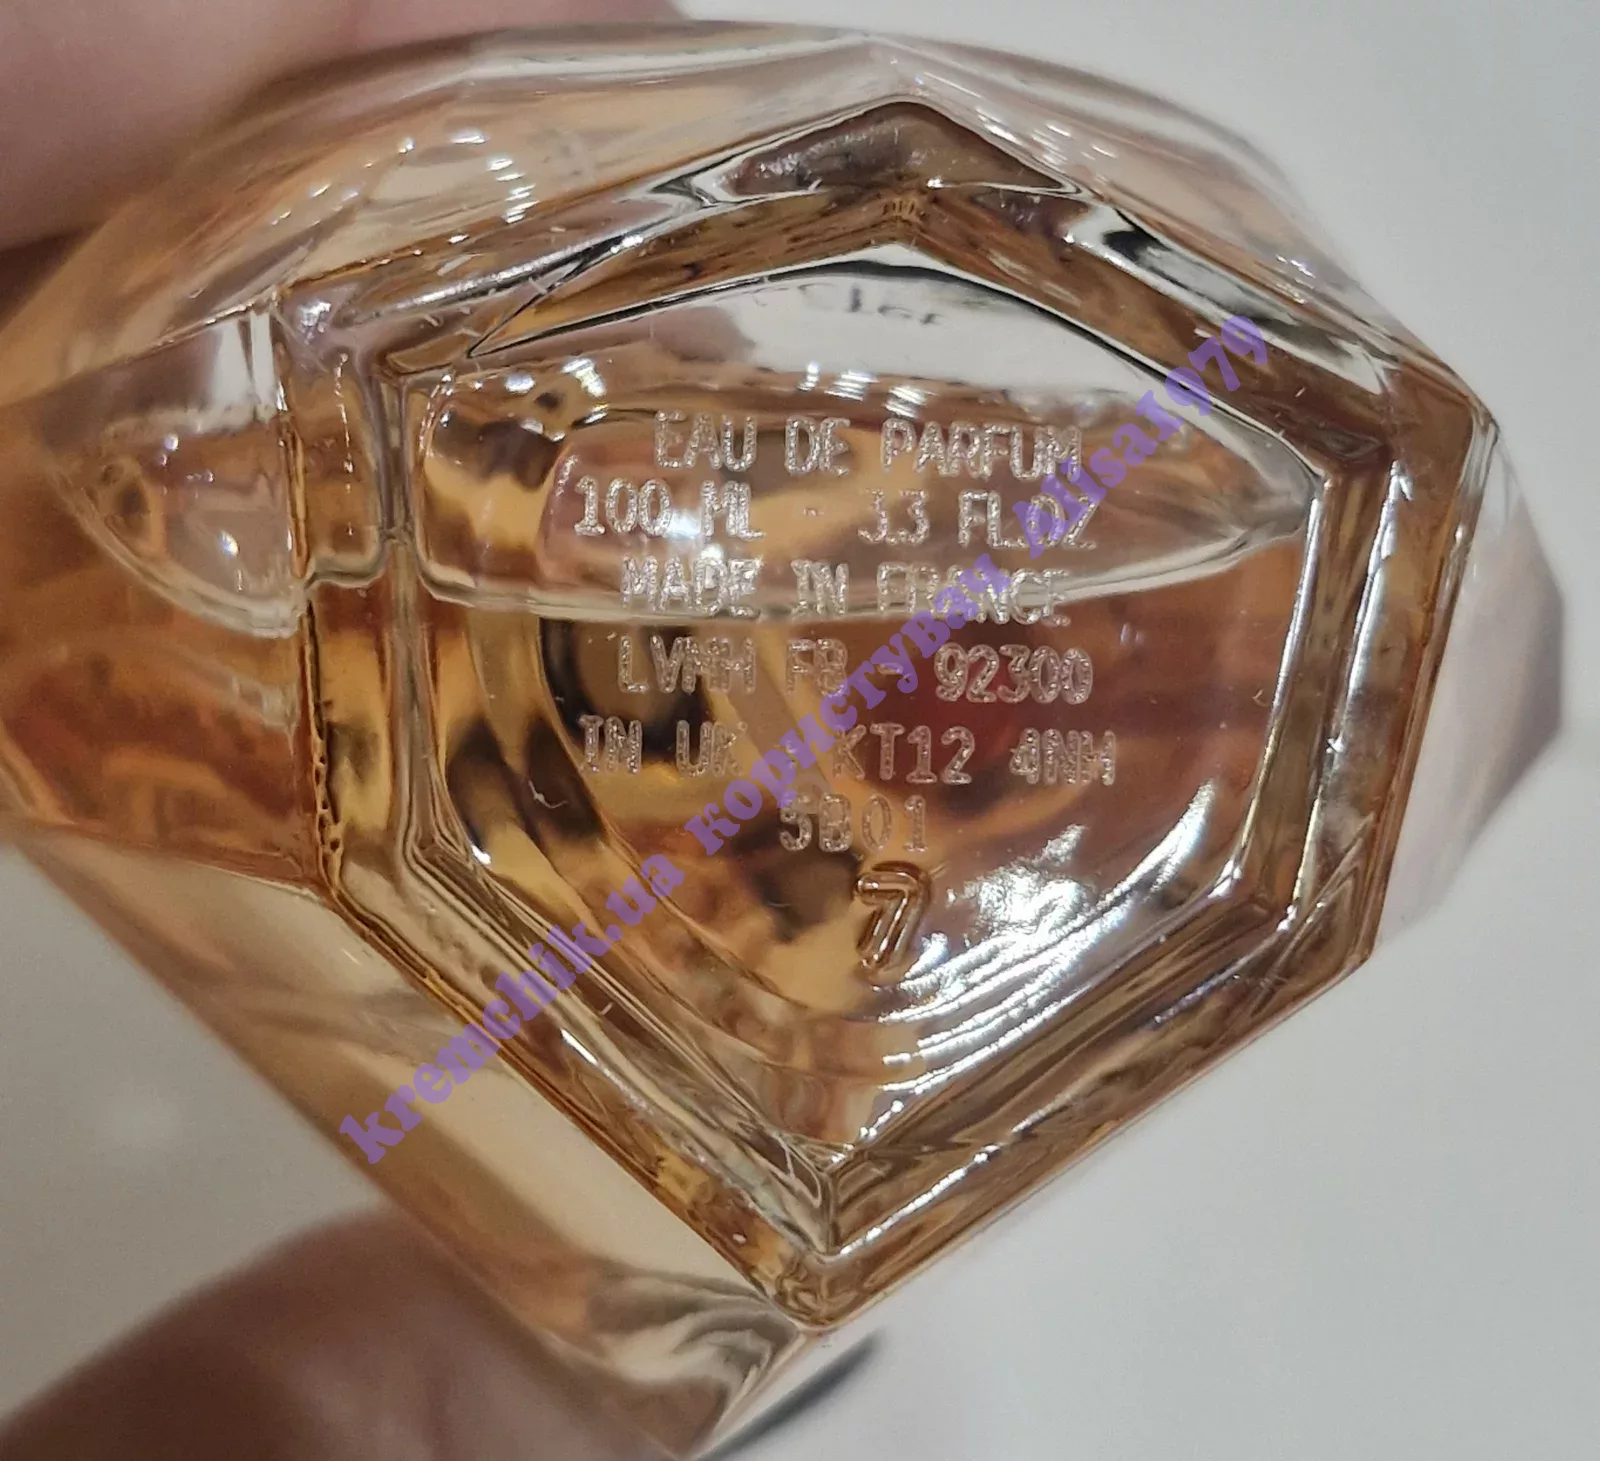 EAU DE PARFUM
100 ML - 3.3 FL.OZ
MADE IN FRANCE
LVMH FB - 92300
IN UK : KT12 4NH
5B01
7
kremchik.ua користувач Alisa1979